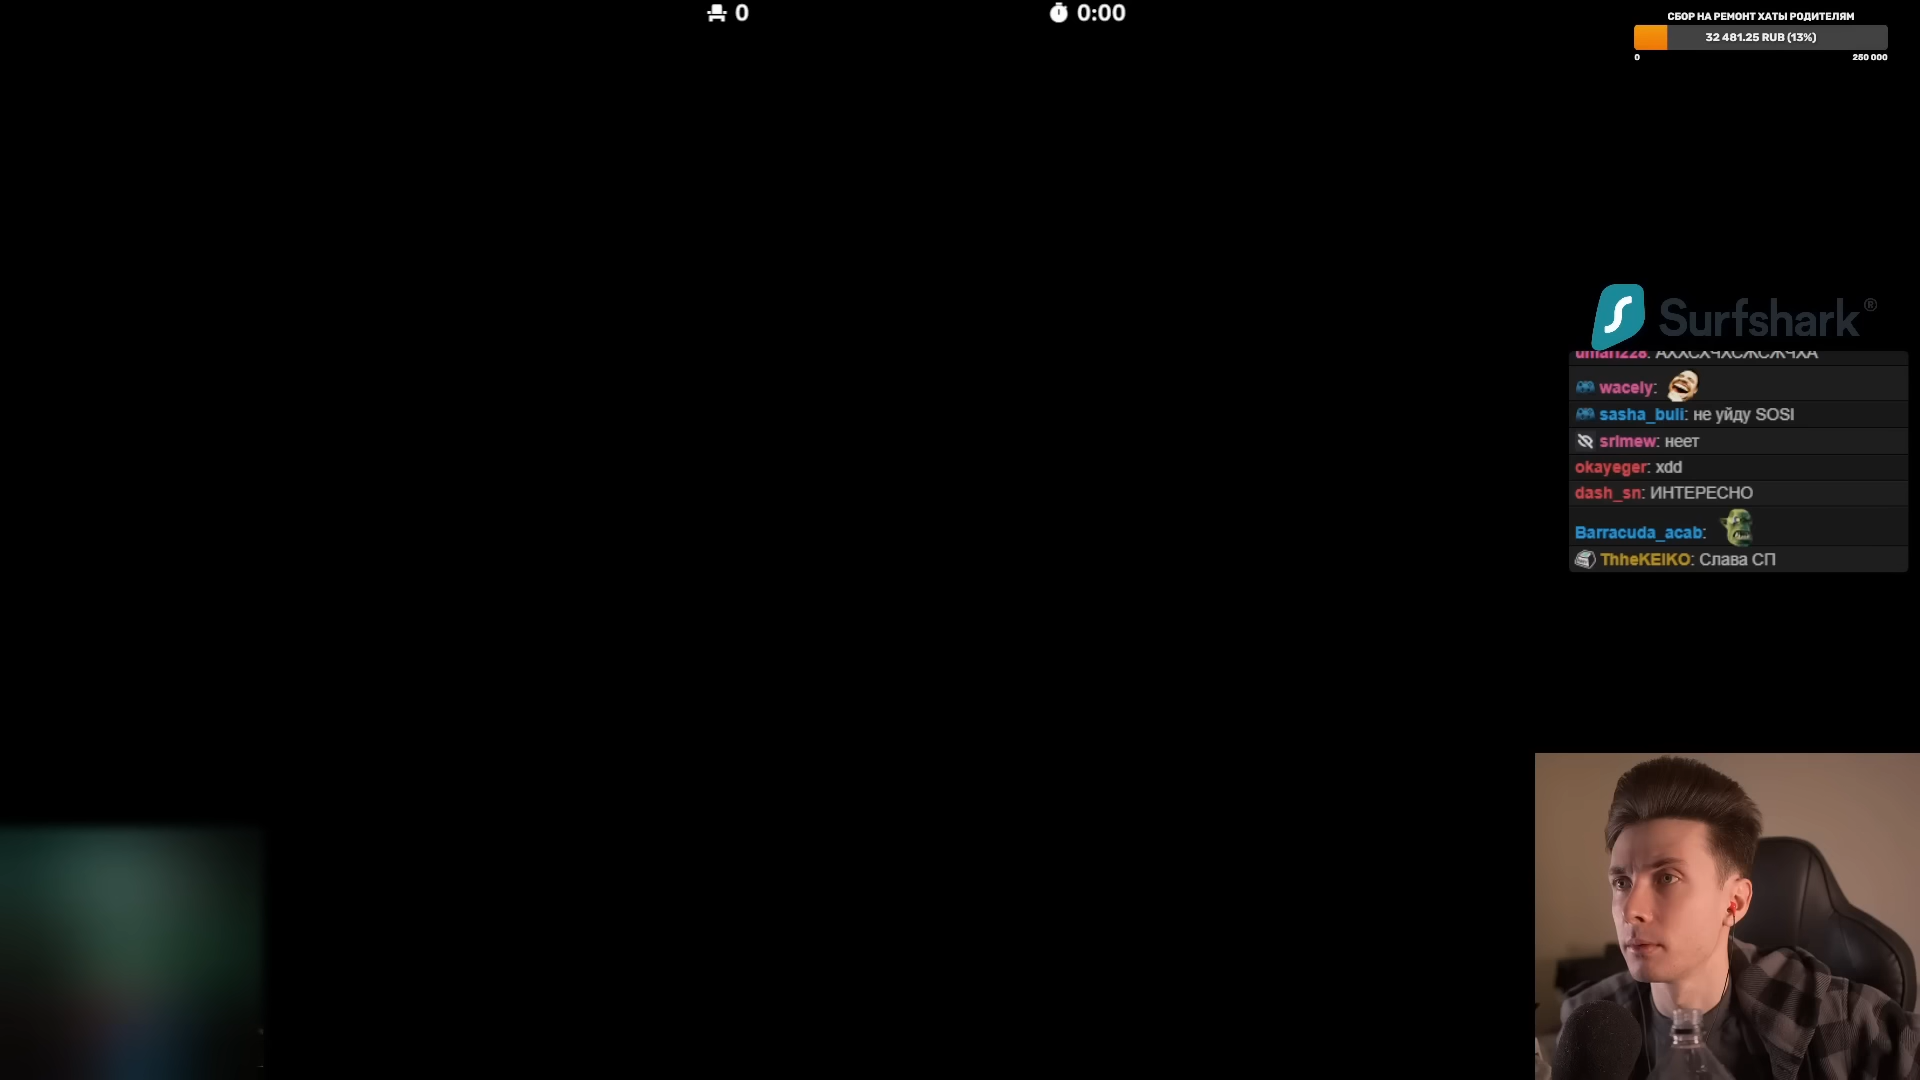 0
0:00
СБОР НА РЕМОНТ ХАТЫ РОДИТЕЛЯМ
32 481.25 RUB (13%)
0
250 000
Surfshark®
wacely:
sasha_buli: не уйду SOSI
srlmew: неет
okayeger: xdd
dash_sn: ИНТЕРЕСНО
Barracuda_acab:
ThheKEIKO: Слава СП